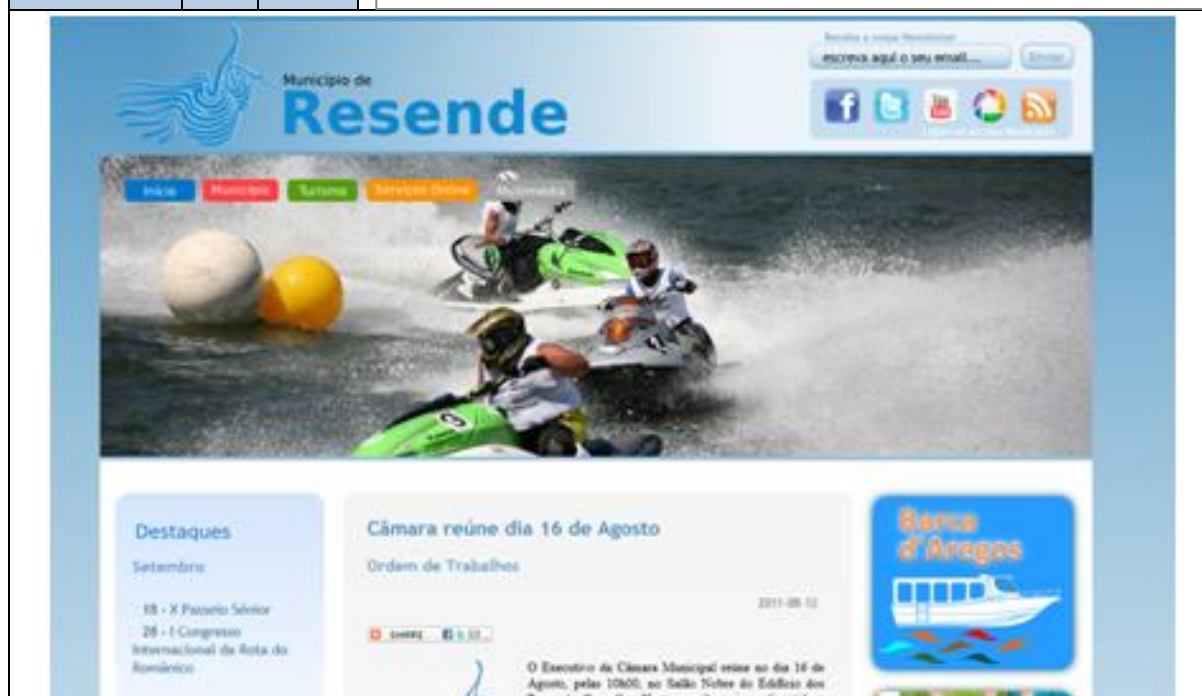 Receba a nossa Newsletter
escreva aqui o seu email....
Enviar
Município de
Resende
Início
Município
Turismo
Serviços Online
Multimédia
Destaques
Setembro
18 - X Passeio Sénior
28 - I Congresso
Internacional da Rota do
Românico
Câmara reúne dia 16 de Agosto
Ordem de Trabalhos
2011-08-12
SHARE
O Executivo da Câmara Municipal reúne no dia 16 de
Agosto, pelas 10h00, no Salão Nobre do Edifício dos
Barca
d'Aregos